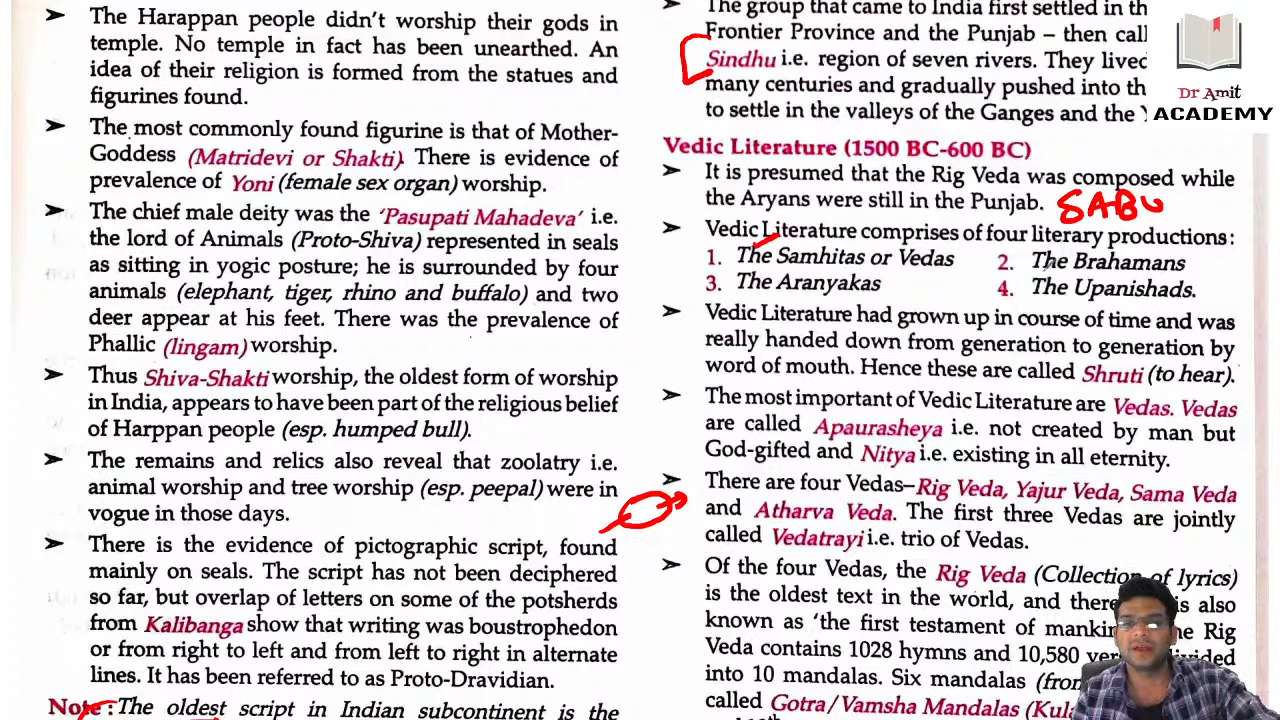 The Harappan people didn't worship their gods in
temple. No temple in fact has been unearthed. An
idea of their religion is formed from the statues and
figurines found.
The most commonly found figurine is that of Mother-
Goddess (Matridevi or Shakti). There is evidence of
prevalence of Yoni (female sex organ) worship.
The chief male deity was the 'Pasupati Mahadeva' i.e.
the lord of Animals (Proto-Shiva) represented in seals
as sitting in yogic posture; he is surrounded by four
animals (elephant, tiger, rhino and buffalo) and two
deer appear at his feet. There was the prevalence of
Phallic (lingam) worship.
Thus Shiva-Shakti worship, the oldest form of worship
in India, appears to have been part of the religious belief
of Harppan people (esp. humped bull).
The remains and relics also reveal that zoolatry i.e.
animal worship and tree worship (esp. peepal) were in
vogue in those days.
There is the evidence of pictographic script, found
mainly on seals. The script has not been deciphered
so far, but overlap of letters on some of the potsherds
from Kalibanga show that writing was boustrophedon
or from right to left and from left to right in alternate
lines. It has been referred to as Proto-Dravidian.
Note : The oldest script in Indian subcontinent is the
The group that came to India first settled in th
Frontier Province and the Punjab – then call
Sindhu i.e. region of seven rivers. They lived
many centuries and gradually pushed into th
to settle in the valleys of the Ganges and the
Vedic Literature (1500 BC-600 BC)
It is presumed that the Rig Veda was composed while
the Aryans were still in the Punjab. SABU
Vedic Literature comprises of four literary productions :
1. The Samhitas or Vedas 2. The Brahamans
3. The Aranyakas 4. The Upanishads.
Vedic Literature had grown up in course of time and was
really handed down from generation to generation by
word of mouth. Hence these are called Shruti (to hear).
The most important of Vedic Literature are Vedas. Vedas
are called Apaurasheya i.e. not created by man but
God-gifted and Nitya i.e. existing in all eternity.
There are four Vedas–Rig Veda, Yajur Veda, Sama Veda
and Atharva Veda. The first three Vedas are jointly
called Vedatrayi i.e. trio of Vedas.
Of the four Vedas, the Rig Veda (Collection of lyrics)
is the oldest text in the world, and there is also
known as 'the first testament of mankin he Rig
Veda contains 1028 hymns and 10,580 ver divided
into 10 mandalas. Six mandalas (from
called Gotra/Vamsha Mandalas (Kula
Dr Amit
ACADEMY